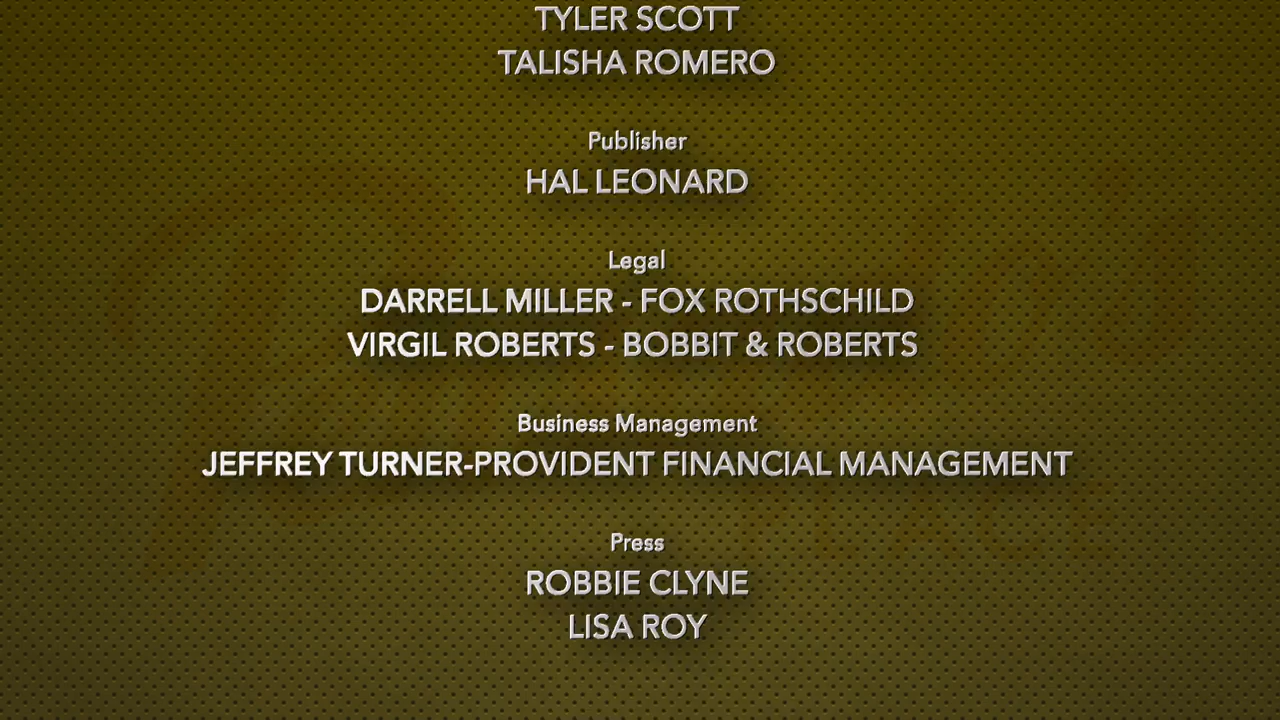 TYLER SCOTT
TALISHA ROMERO
Publisher
HAL LEONARD
Legal
DARRELL MILLER - FOX ROTHSCHILD
VIRGIL ROBERTS - BOBBIT & ROBERTS
Business Management
JEFFREY TURNER-PROVIDENT FINANCIAL MANAGEMENT
Press
ROBBIE CLYNE
LISA ROY